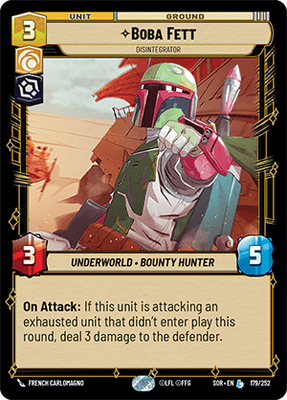 UNIT
GROUND
3
✧BOBA FETT
DISINTEGRATOR
3
5
UNDERWORLD • BOUNTY HUNTER
On Attack: If this unit is attacking an
exhausted unit that didn't enter play this
round, deal 3 damage to the defender.
FRENCH CARLOMAGNO
©LFL ©FFG
SOR • EN L 179/252